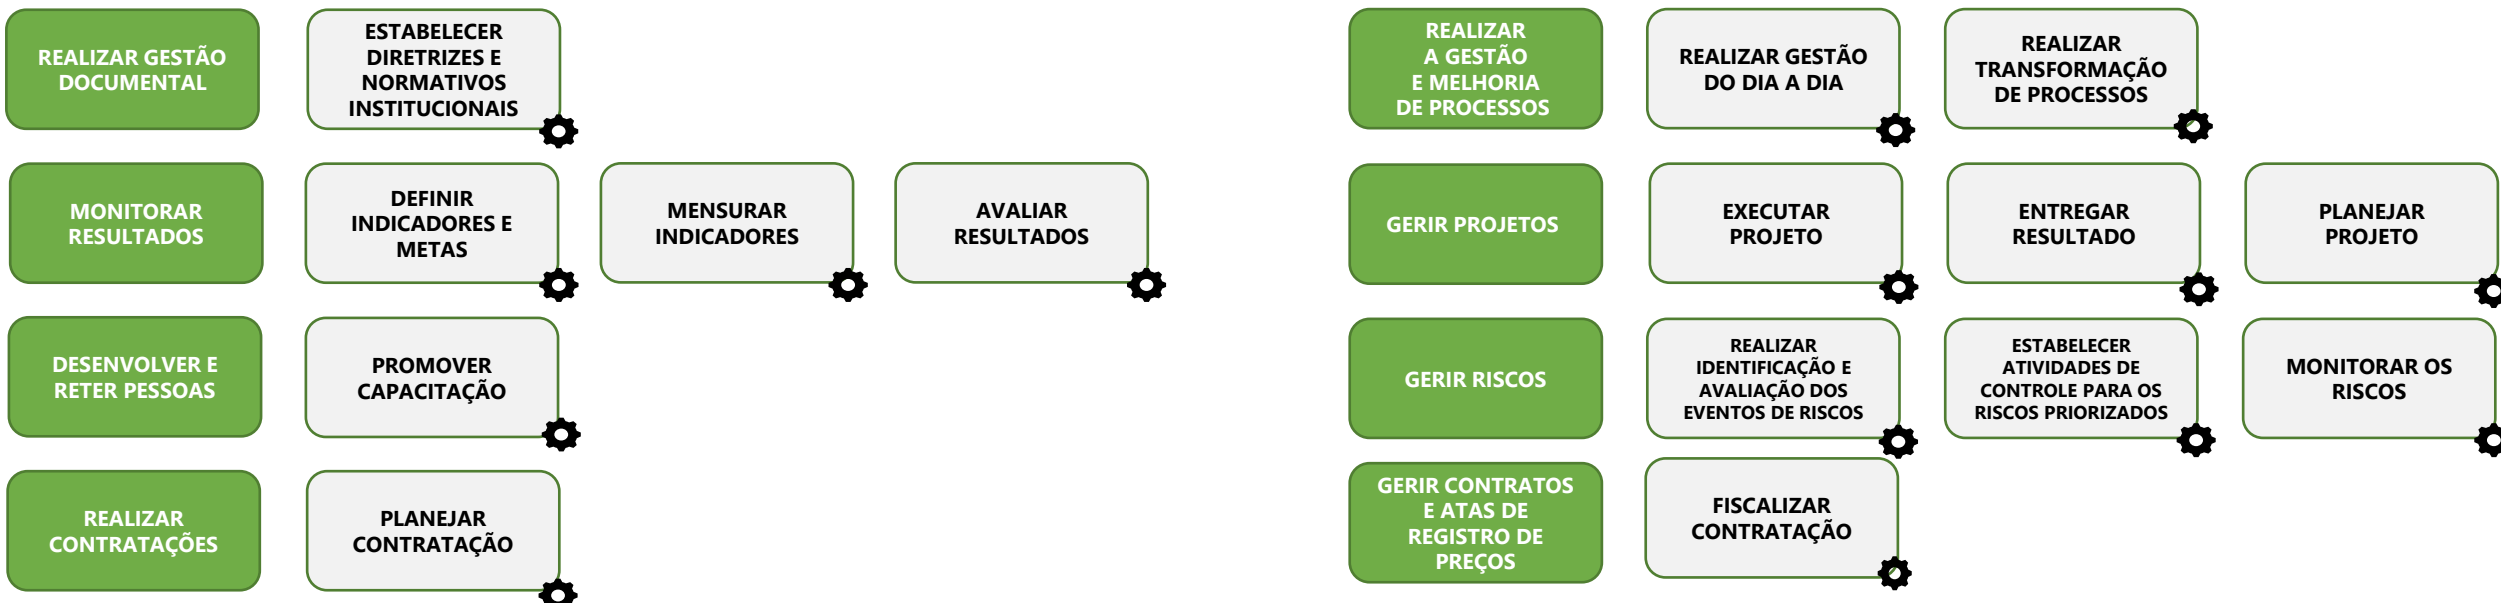 REALIZAR GESTÃO
DOCUMENTAL
ESTABELECER
DIRETRIZES E
NORMATIVOS
INSTITUCIONAIS
MONITORAR
RESULTADOS
DEFINIR
INDICADORES E
METAS
MENSURAR
INDICADORES
AVALIAR
RESULTADOS
DESENVOLVER E
RETER PESSOAS
PROMOVER
CAPACITAÇÃO
REALIZAR
CONTRATAÇÕES
PLANEJAR
CONTRATAÇÃO
REALIZAR
A GESTÃO
E MELHORIA
DE PROCESSOS
REALIZAR GESTÃO
DO DIA A DIA
REALIZAR
TRANSFORMAÇÃO
DE PROCESSOS
GERIR PROJETOS
EXECUTAR
PROJETO
ENTREGAR
RESULTADO
PLANEJAR
PROJETO
GERIR RISCOS
REALIZAR
IDENTIFICAÇÃO E
AVALIAÇÃO DOS
EVENTOS DE RISCOS
ESTABELECER
ATIVIDADES DE
CONTROLE PARA OS
RISCOS PRIORIZADOS
MONITORAR OS
RISCOS
GERIR CONTRATOS
E ATAS DE
REGISTRO DE
PREÇOS
FISCALIZAR
CONTRATAÇÃO